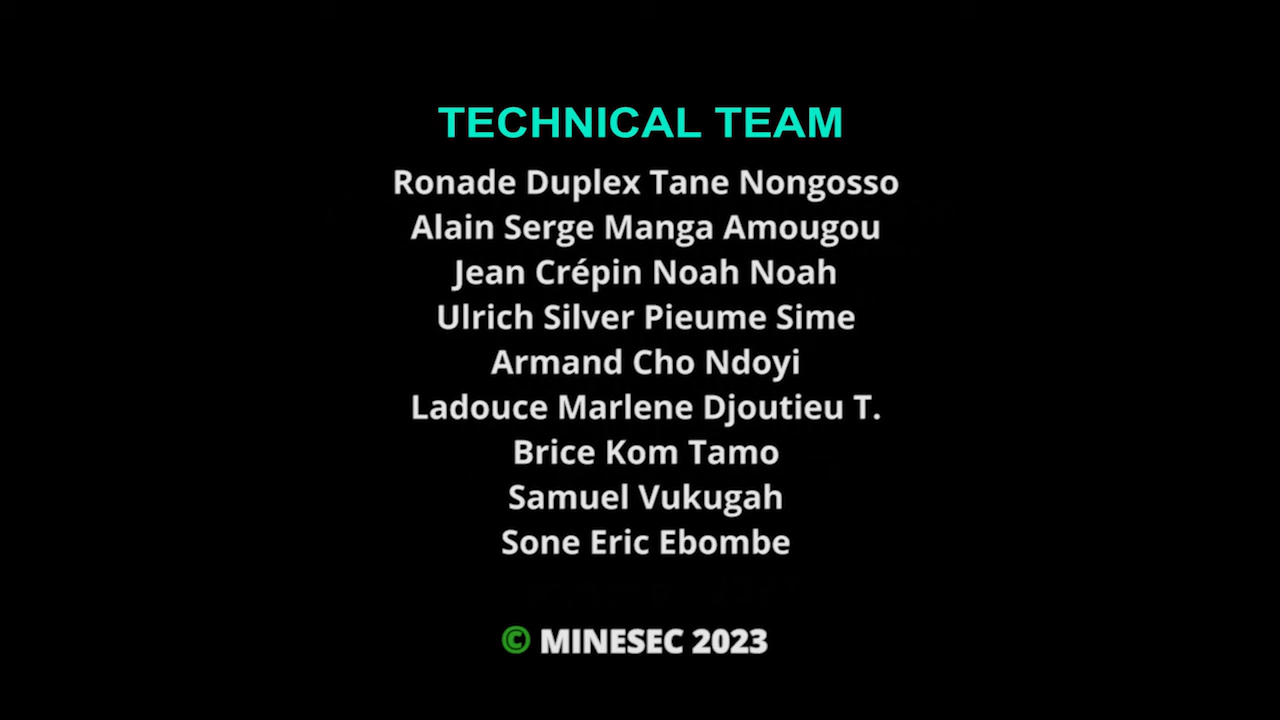 TECHNICAL TEAM
Ronade Duplex Tane Nongosso
Alain Serge Manga Amougou
Jean Crépin Noah Noah
Ulrich Silver Pieume Sime
Armand Cho Ndoyi
Ladouce Marlene Djoutieu T.
Brice Kom Tamo
Samuel Vukugah
Sone Eric Ebombe
© MINESEC 2023